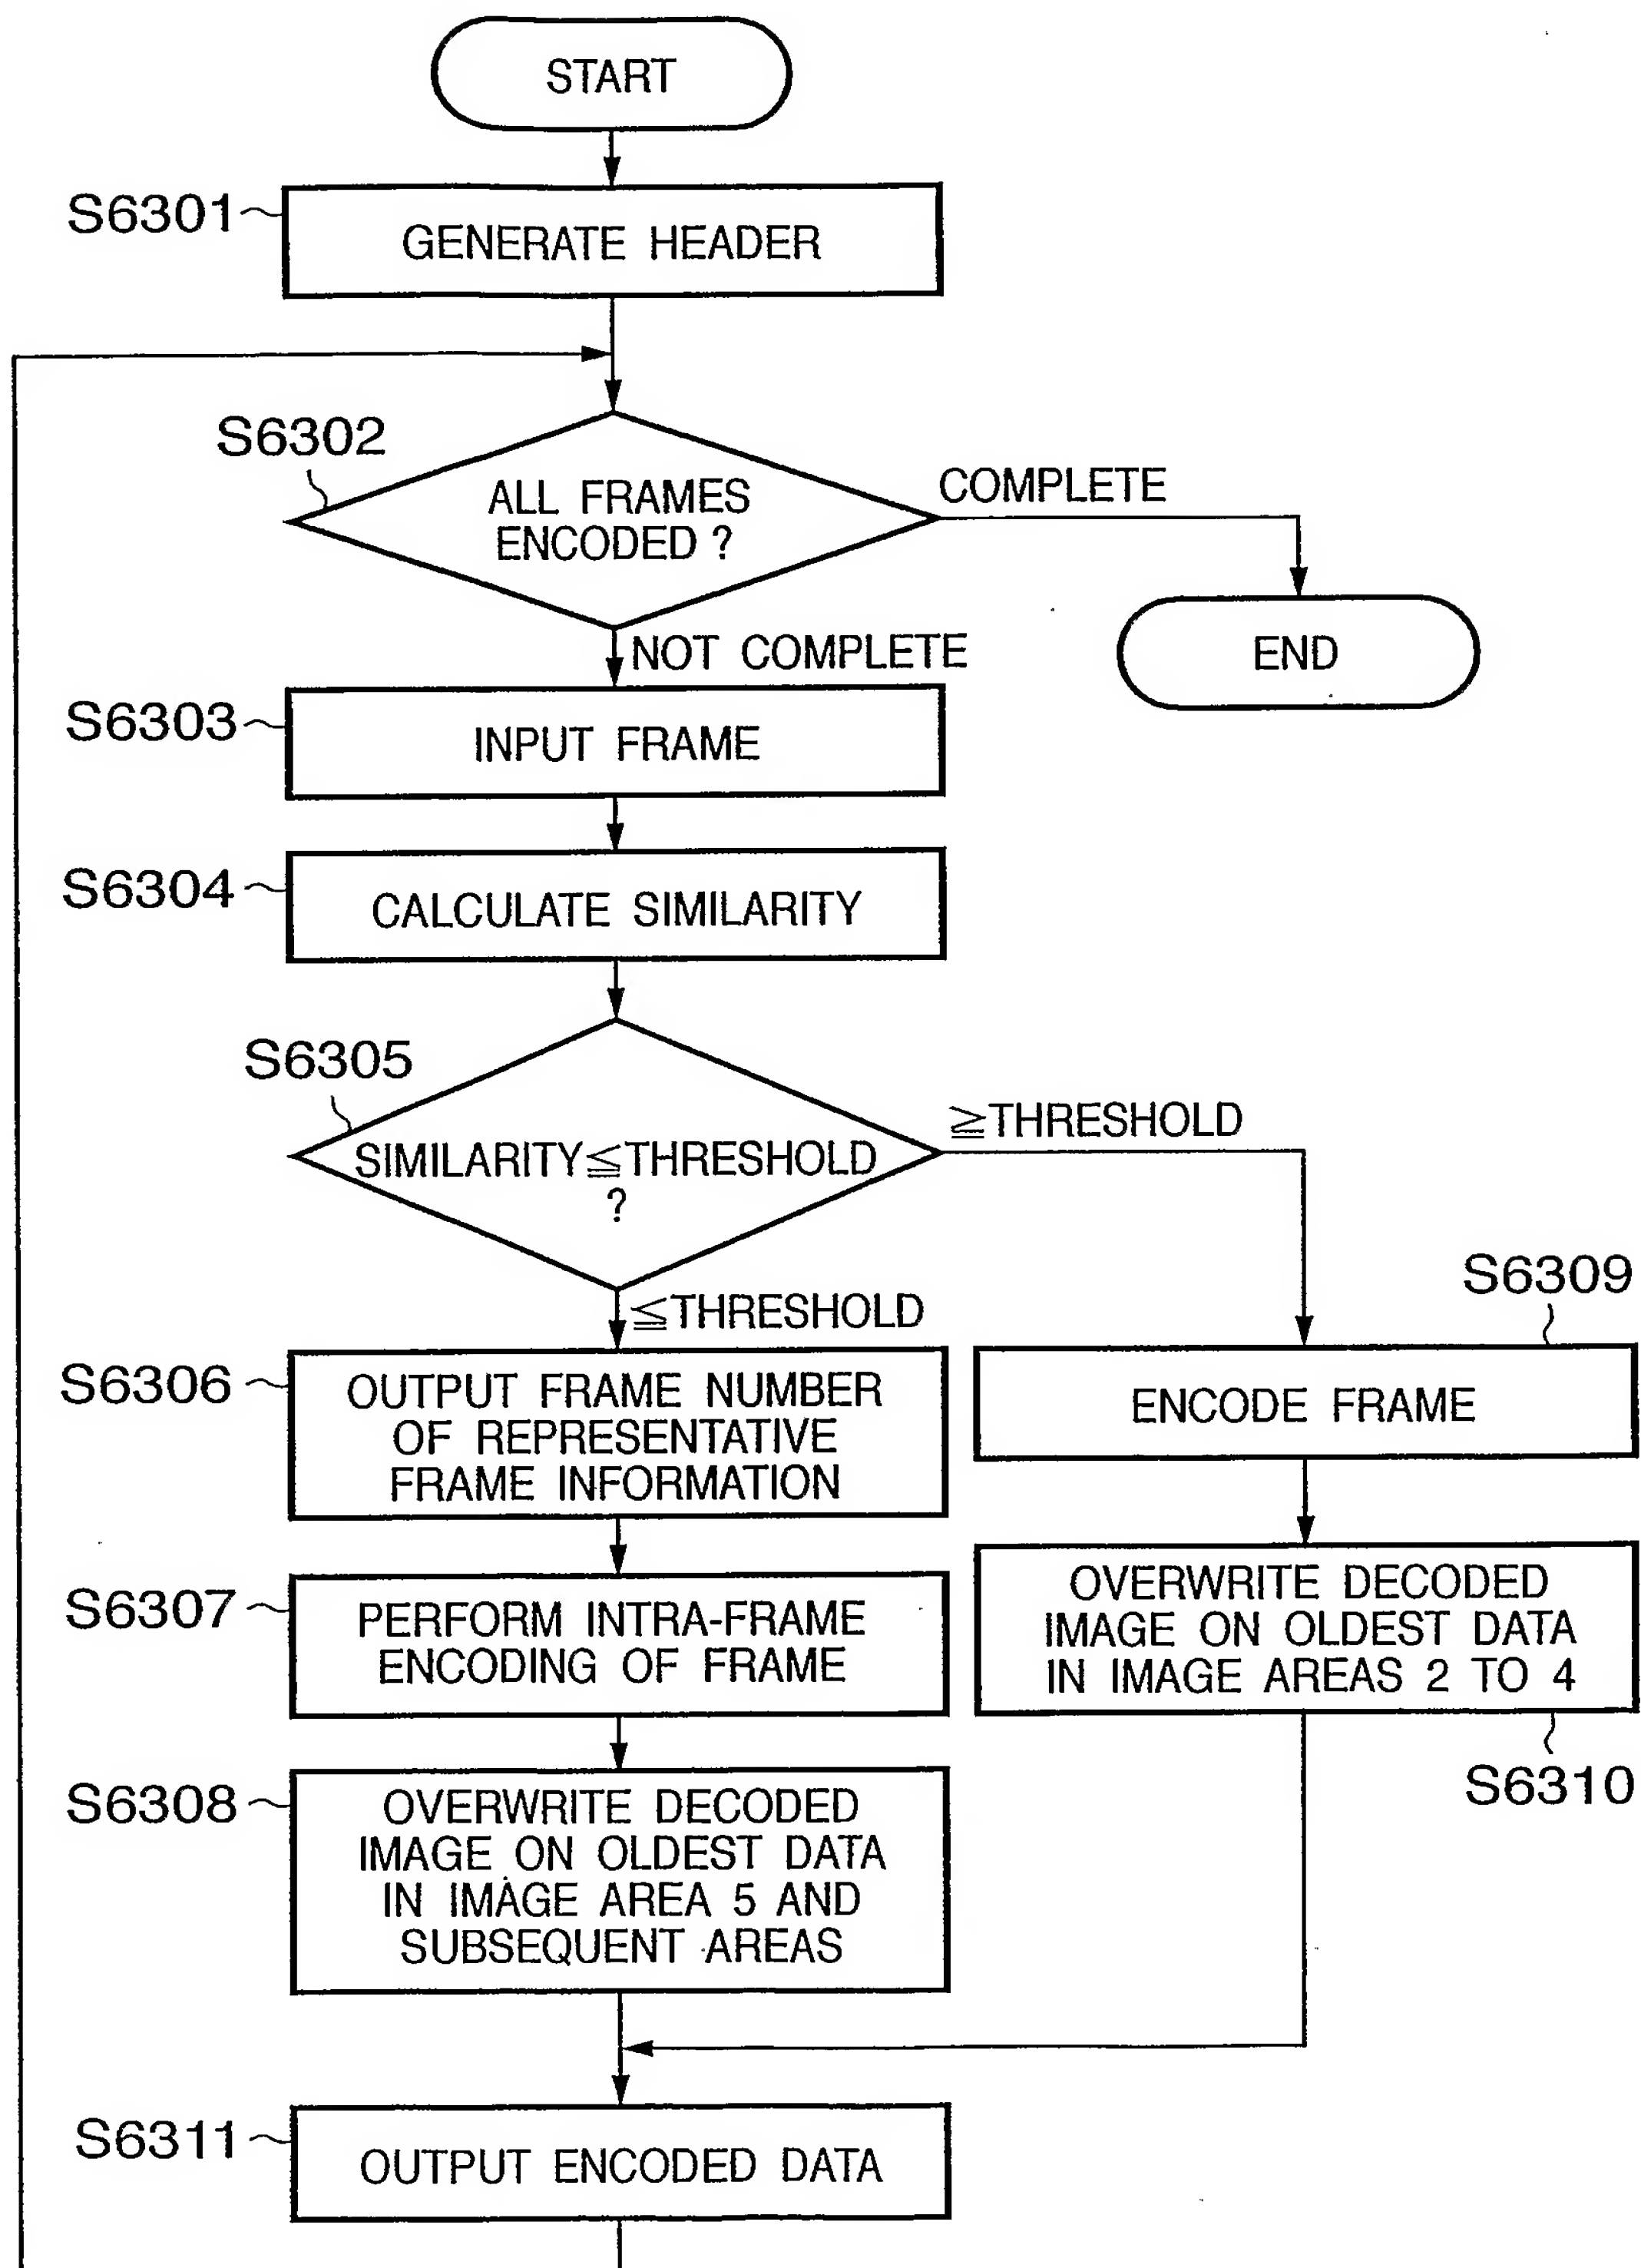 START
S6301
GENERATE HEADER
S6302
ALL FRAMES
ENCODED ?
COMPLETE
END
NOT COMPLETE
S6303
INPUT FRAME
S6304
CALCULATE SIMILARITY
S6305
SIMILARITY≦THRESHOLD
?
≧THRESHOLD
≦THRESHOLD
S6306
OUTPUT FRAME NUMBER
OF REPRESENTATIVE
FRAME INFORMATION
S6309
ENCODE FRAME
S6307
PERFORM INTRA-FRAME
ENCODING OF FRAME
OVERWRITE DECODED
IMAGE ON OLDEST DATA
IN IMAGE AREAS 2 TO 4
S6310
S6308
OVERWRITE DECODED
IMAGE ON OLDEST DATA
IN IMAGE AREA 5 AND
SUBSEQUENT AREAS
S6311
OUTPUT ENCODED DATA